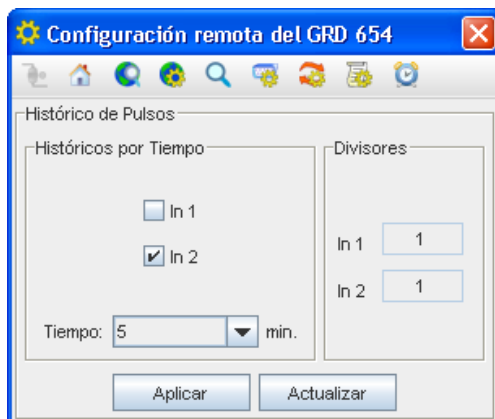 Configuración remota del GRD 654
Histórico de Pulsos
Históricos por Tiempo
In 1
In 2
Tiempo: 5 min.
Divisores
In 1 1
In 2 1
Aplicar Actualizar